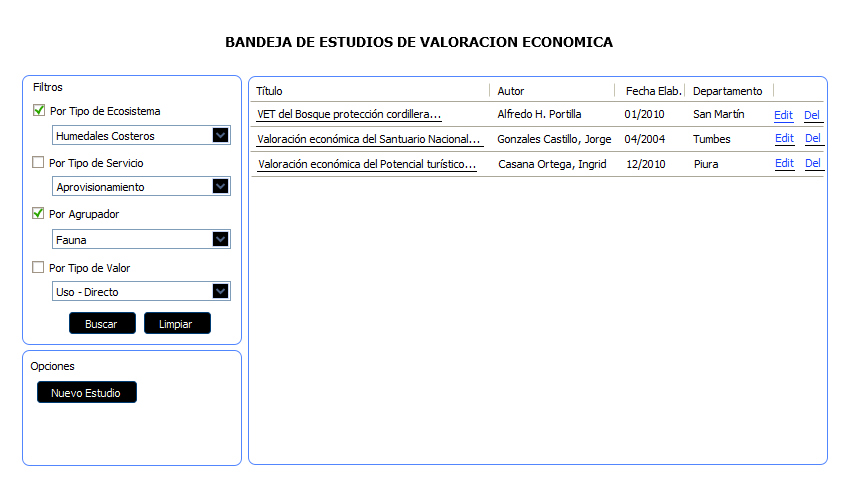 BANDEJA DE ESTUDIOS DE VALORACION ECONOMICA
Filtros
Por Tipo de Ecosistema
Humedales Costeros
Por Tipo de Servicio
Aprovisionamiento
Por Agrupador
Fauna
Por Tipo de Valor
Uso - Directo
Buscar Limpiar
Opciones
Nuevo Estudio
Título Autor Fecha Elab. Departamento
VET del Bosque protección cordillera... Alfredo H. Portilla 01/2010 San Martín Edit Del
Valoración económica del Santuario Nacional... Gonzales Castillo, Jorge 04/2004 Tumbes Edit Del
Valoración económica del Potencial turístico... Casana Ortega, Ingrid 12/2010 Piura Edit Del